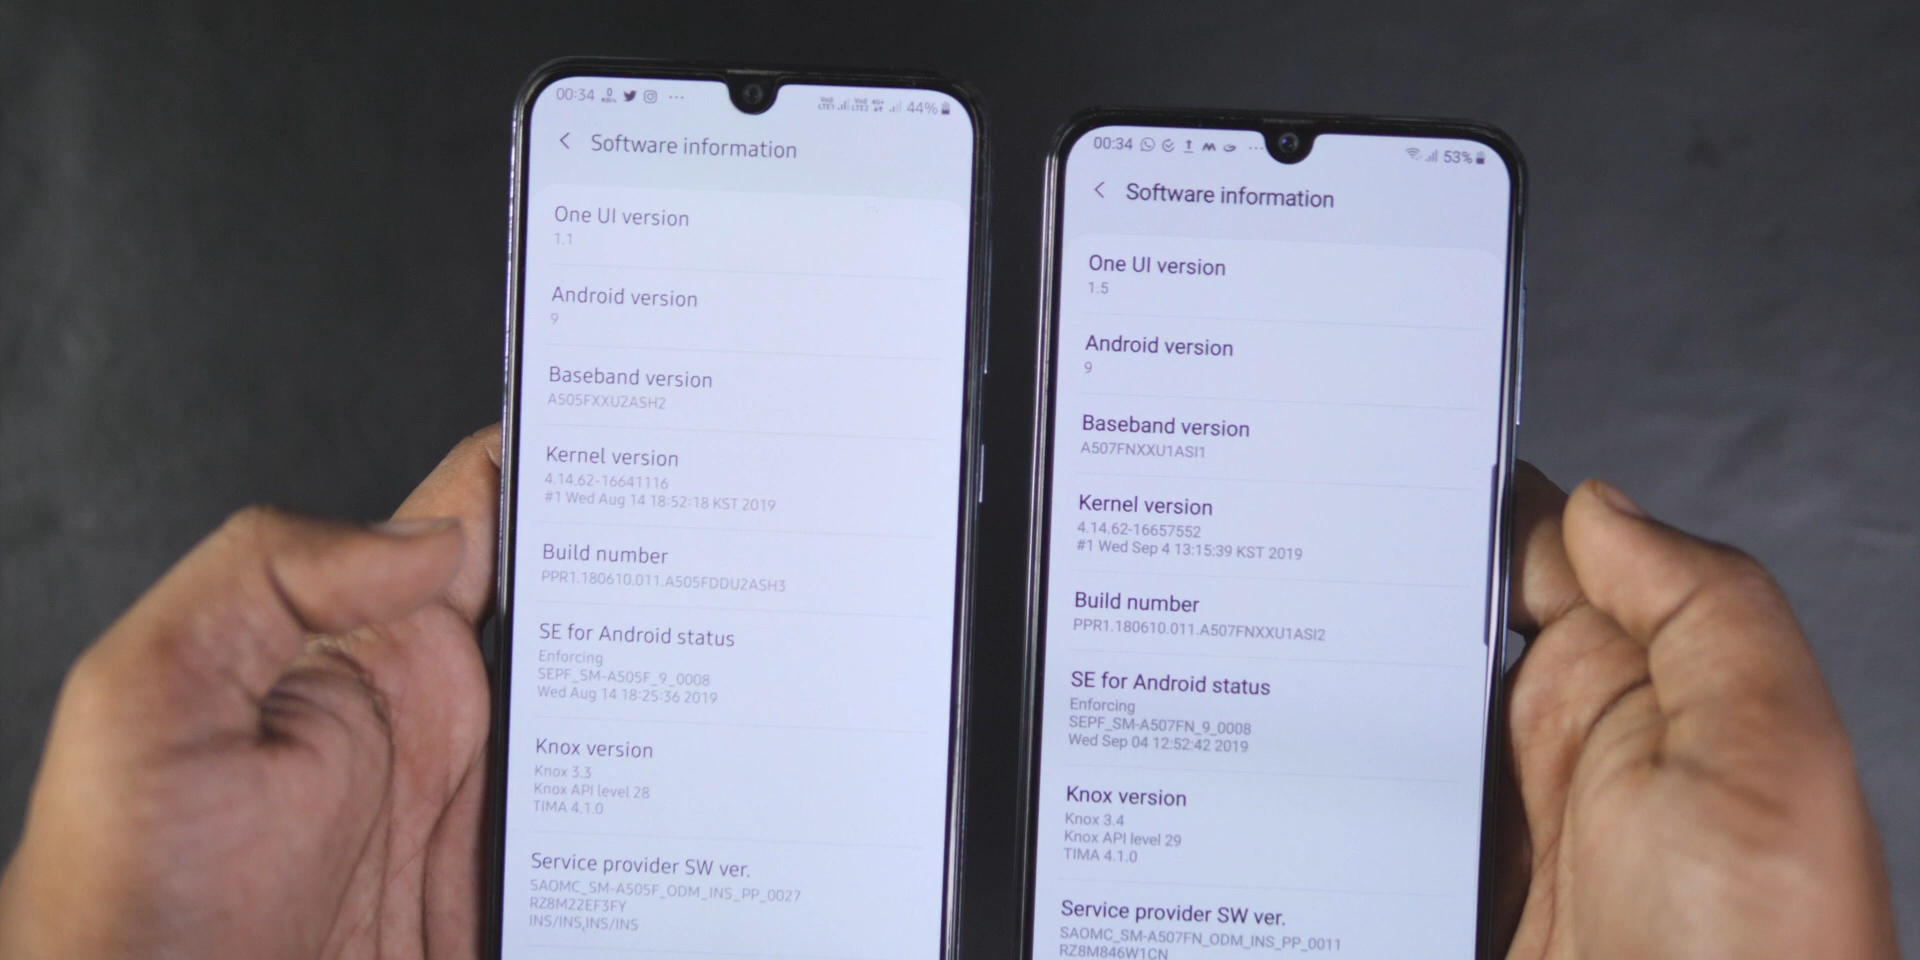 00:34 0 KB/s ... 44%
Software information
One UI version
1.1
Android version
9
Baseband version
A505FXXU2ASH2
Kernel version
4.14.62-16641116
#1 Wed Aug 14 18:52:18 KST 2019
Build number
PPR1.180610.011.A505FDDU2ASH3
SE for Android status
Enforcing
SEPF_SM-A505F_9_0008
Wed Aug 14 18:25:36 2019
Knox version
Knox 3.3
Knox API level 28
TIMA 4.1.0
Service provider SW ver.
SAOMC_SM-A505F_ODM_INS_PP_0027
RZ8M22EF3FY
INS/INS,INS/INS
00:34 ... 53%
Software information
One UI version
1.5
Android version
9
Baseband version
A507FNXXU1ASI1
Kernel version
4.14.62-16657552
#1 Wed Sep 4 13:15:39 KST 2019
Build number
PPR1.180610.011.A507FNXXU1ASI2
SE for Android status
Enforcing
SEPF_SM-A507FN_9_0008
Wed Sep 04 12:52:42 2019
Knox version
Knox 3.4
Knox API level 29
TIMA 4.1.0
Service provider SW ver.
SAOMC_SM-A507FN_ODM_INS_PP_0011
RZ8M846W1CN